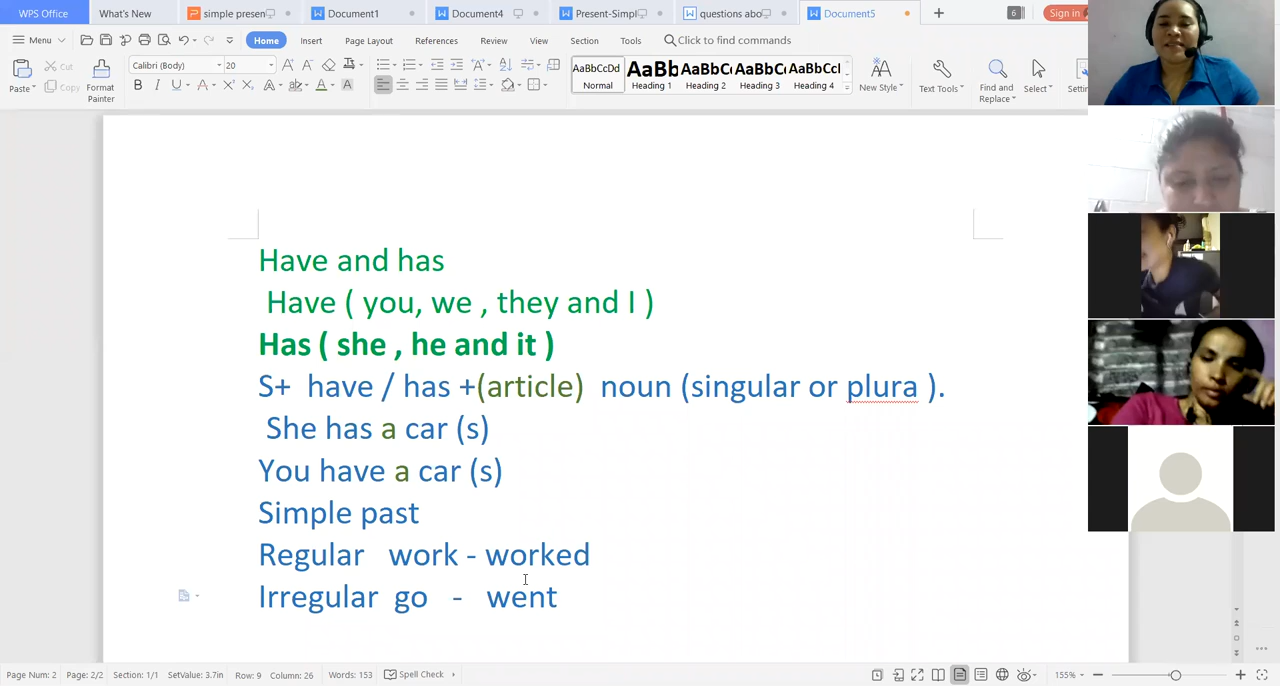 WPS Office What's New simple presen Document1 Document4 Present-Simpl questions abo Document5 + 6 Sign in
Menu Home Insert Page Layout References Review View Section Tools Click to find commands
Paste Cut Copy Format Painter Calibri (Body) 20 AaBbCcDd Normal AaBb Heading 1 AaBbC Heading 2 AaBbC Heading 3 AaBbCcl Heading 4 New Style Text Tools Find and Replace Select
Have and has
Have ( you, we , they and I )
Has ( she , he and it )
S+ have / has +(article) noun (singular or plura ).
She has a car (s)
You have a car (s)
Simple past
Regular work - worked
Irregular go - went
Page Num: 2 Page: 2/2 Section: 1/1 SetValue: 3.7in Row: 9 Column: 26 Words: 153 Spell Check 155%